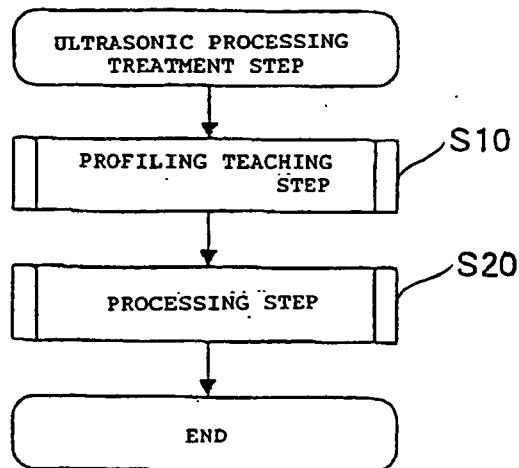 ULTRASONIC PROCESSING
TREATMENT STEP
PROFILING TEACHING
STEP
S10
PROCESSING STEP
S20
END